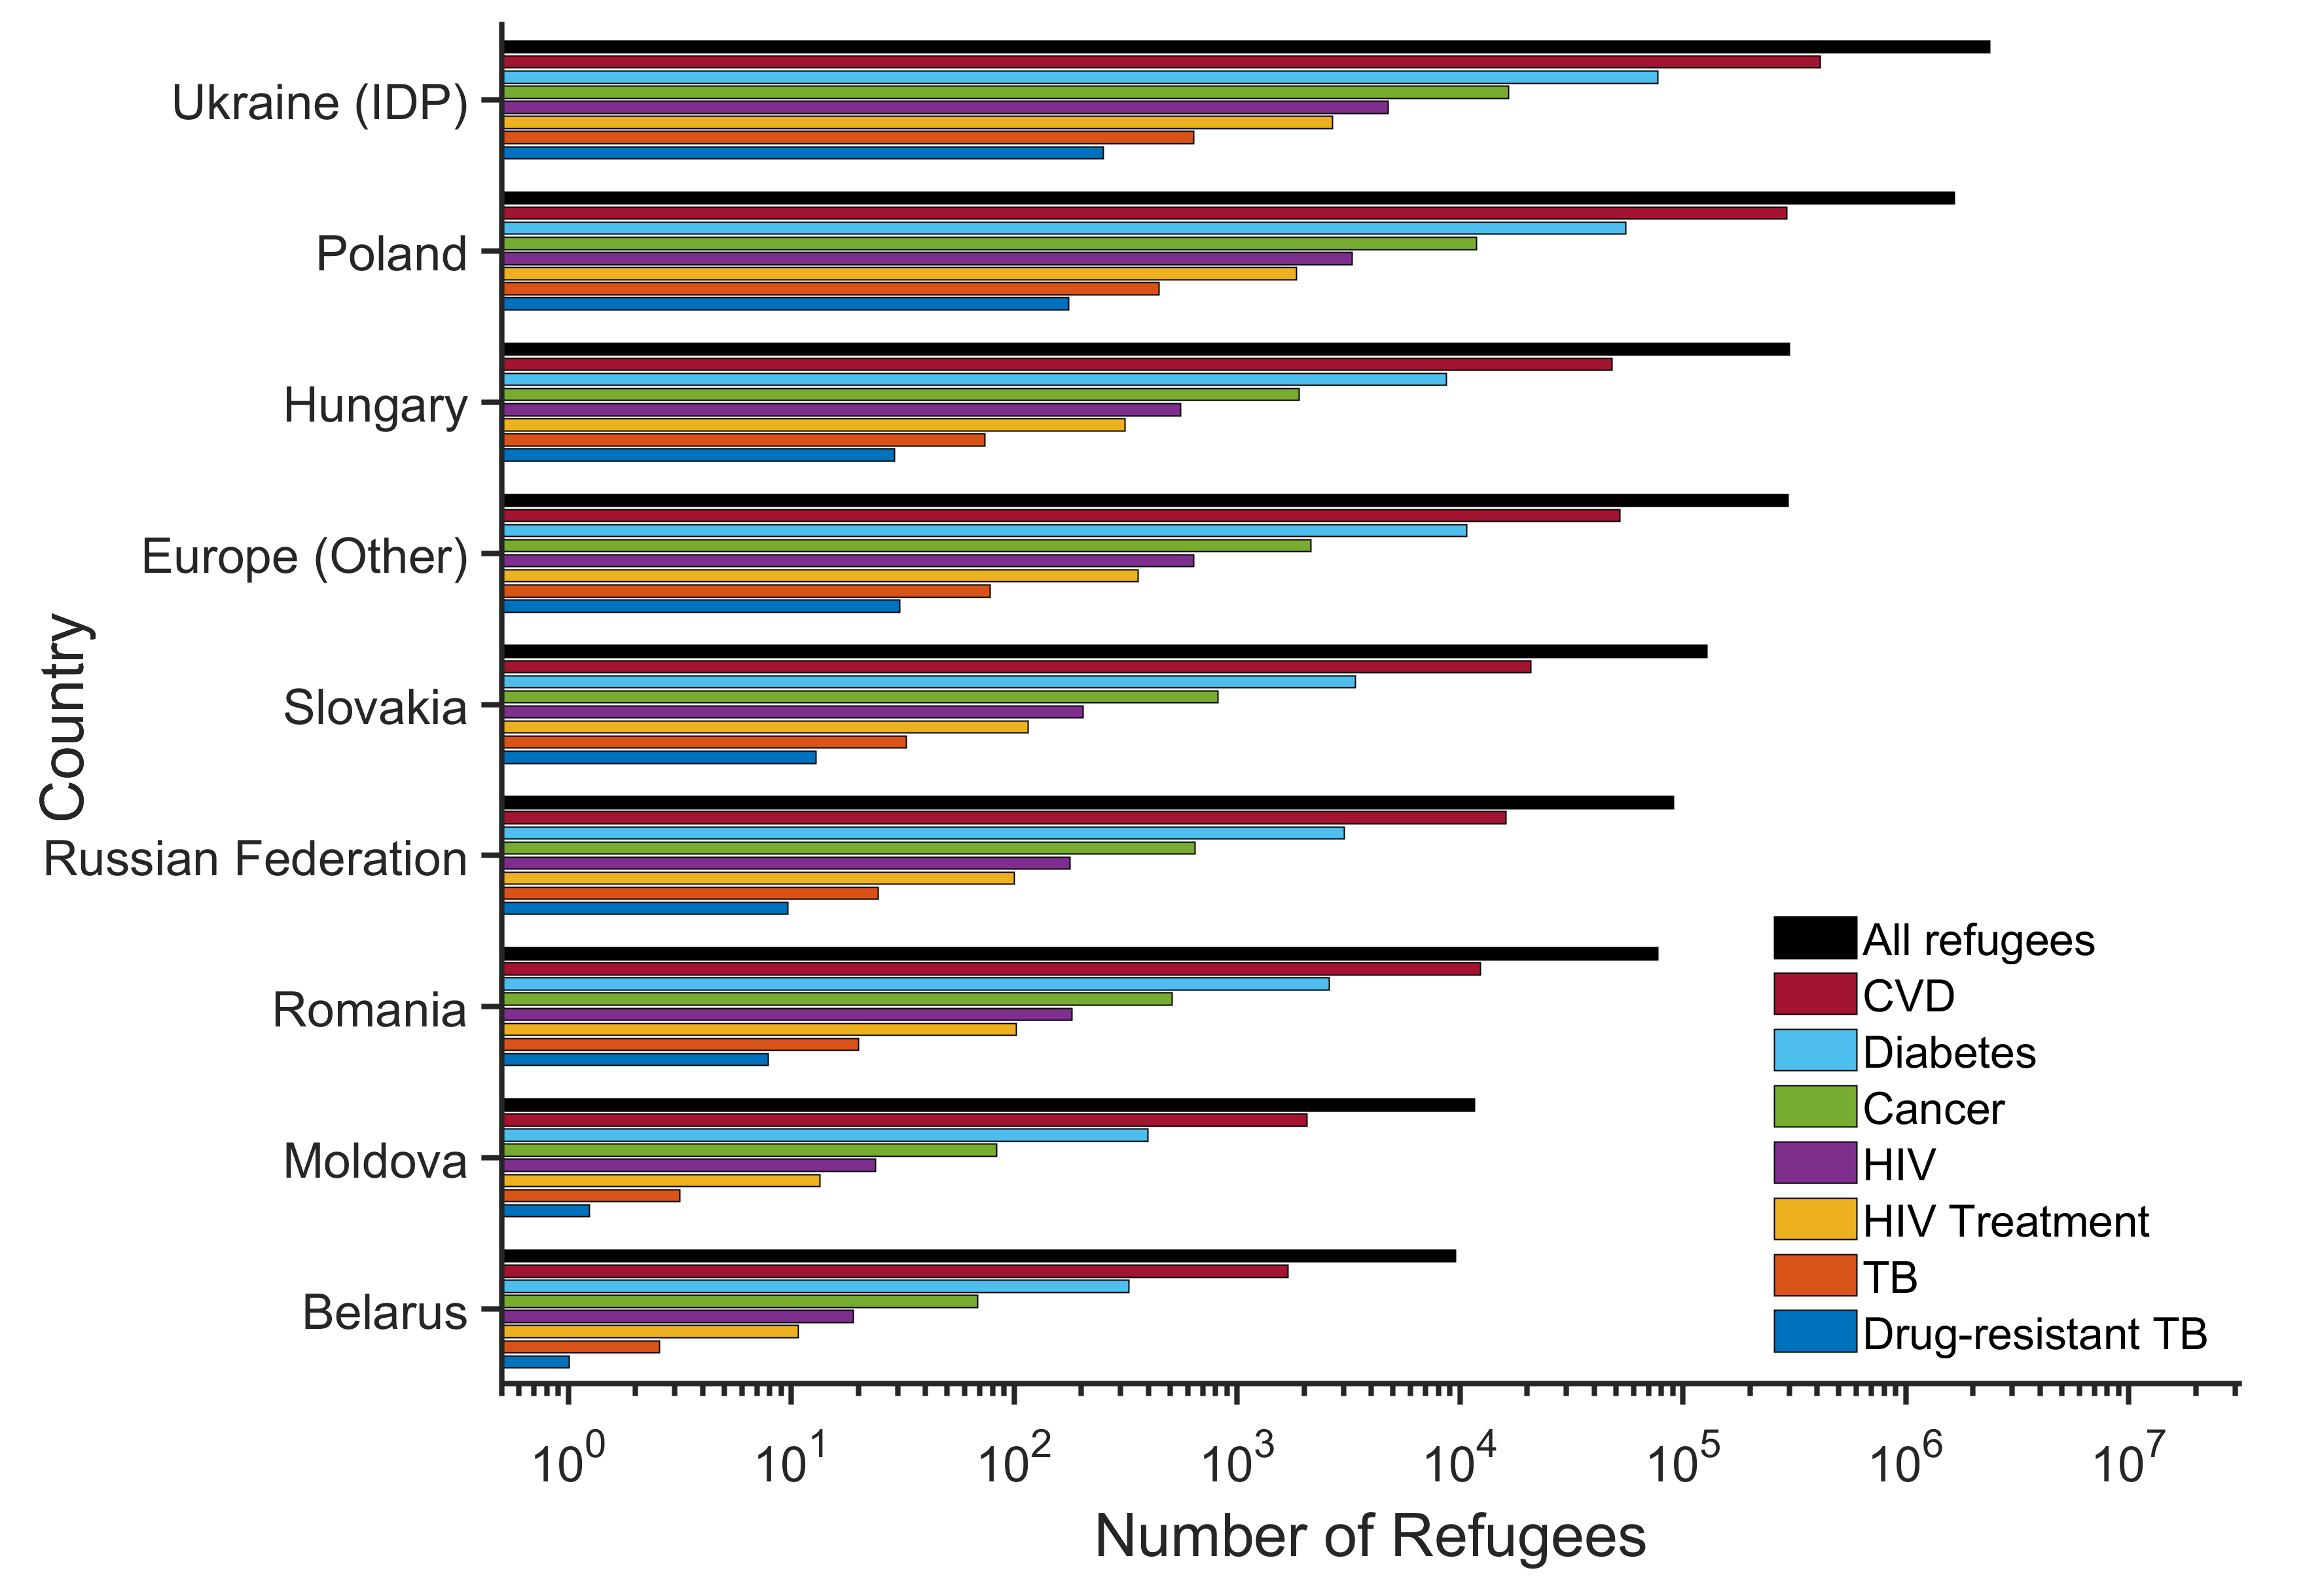 Ukraine (IDP)
Poland
Hungary
Europe (Other)
Slovakia
Russian Federation
Romania
Moldova
Belarus
Country
All refugees
CVD
Diabetes
Cancer
HIV
HIV Treatment
TB
Drug-resistant TB
10^0 10^1 10^2 10^3 10^4 10^5 10^6 10^7
Number of Refugees